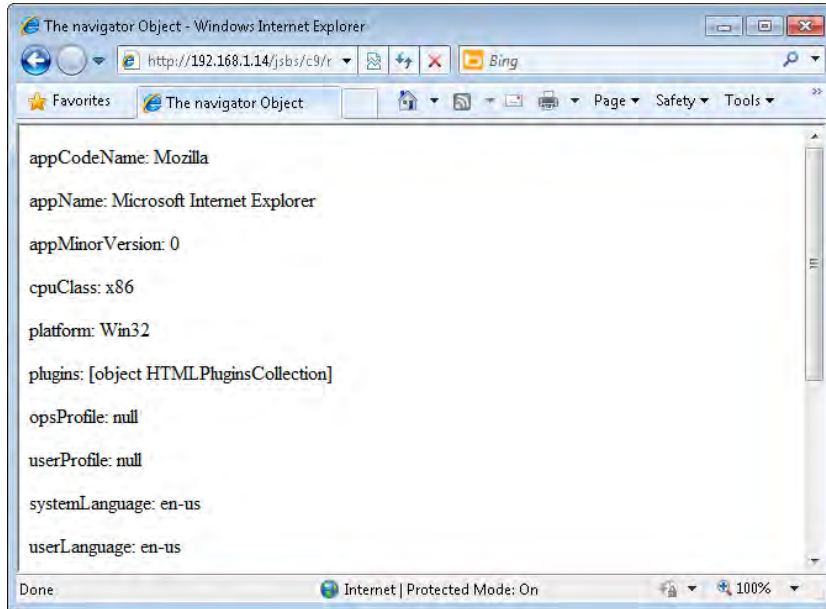 The navigator Object - Windows Internet Explorer
http://192.168.1.14/jsbs/c9/r
Bing
Favorites
The navigator Object
Page
Safety
Tools
appCodeName: Mozilla
appName: Microsoft Internet Explorer
appMinorVersion: 0
cpuClass: x86
platform: Win32
plugins: [object HTMLPluginsCollection]
opsProfile: null
userProfile: null
systemLanguage: en-us
userLanguage: en-us
Done
Internet | Protected Mode: On
100%